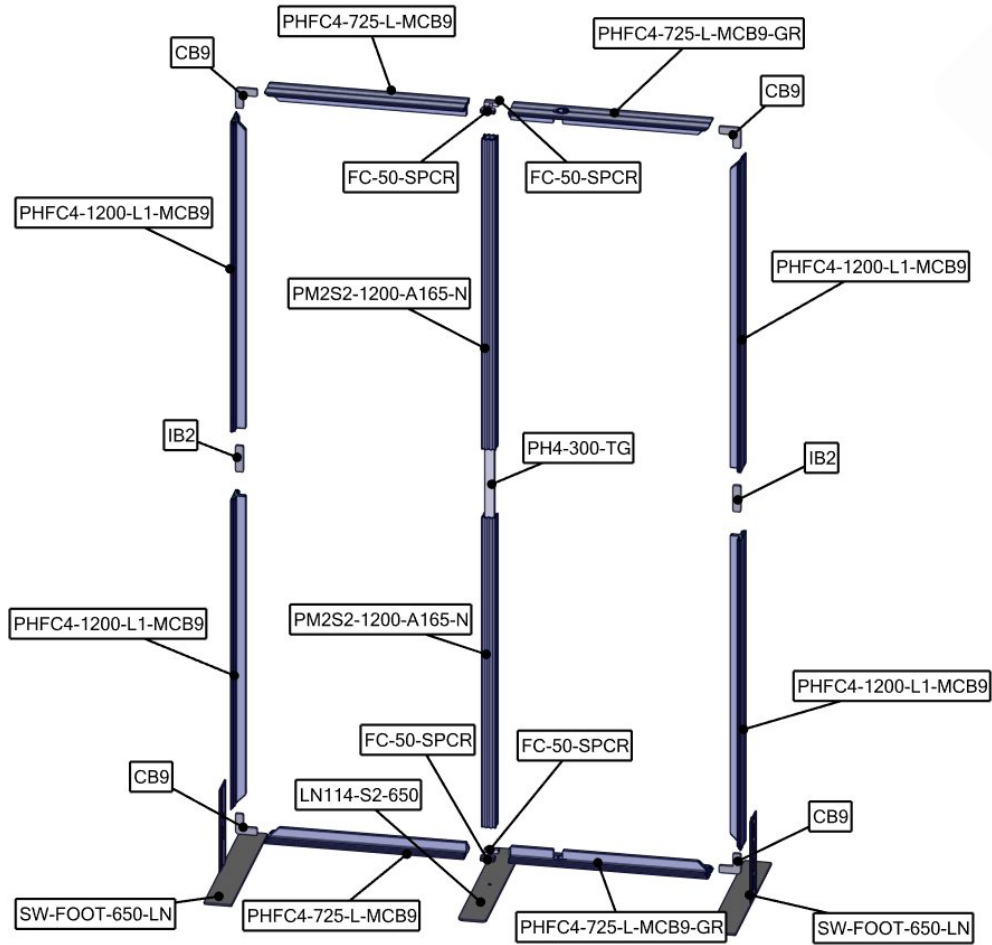 PHFC4-725-L-MCB9
PHFC4-725-L-MCB9-GR
CB9
CB9
FC-50-SPCR
FC-50-SPCR
PHFC4-1200-L1-MCB9
PHFC4-1200-L1-MCB9
PM2S2-1200-A165-N
IB2
PH4-300-TG
IB2
PHFC4-1200-L1-MCB9
PM2S2-1200-A165-N
PHFC4-1200-L1-MCB9
FC-50-SPCR
FC-50-SPCR
CB9
LN114-S2-650
CB9
SW-FOOT-650-LN
PHFC4-725-L-MCB9
PHFC4-725-L-MCB9-GR
SW-FOOT-650-LN